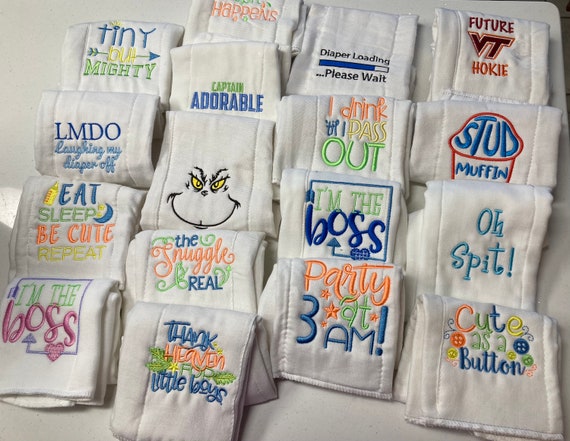 Happens
tiny
but
MIGHTY
CAPTAIN
ADORABLE
Diaper Loading
...Please Wait
FUTURE
VT
HOKIE
LMDO
Laughing my
diaper off
I drink
'til I
PASS
OUT
STUD
MUFFIN
EAT
SLEEP
BE CUTE
REPEAT
the
Snuggle
is
REAL
I'M THE
boss
Oh
Spit!
I'M THE
boss
THANK
HEAVEN
FOR
little boys
Party
at
3 AM!
Cute
as a
Button